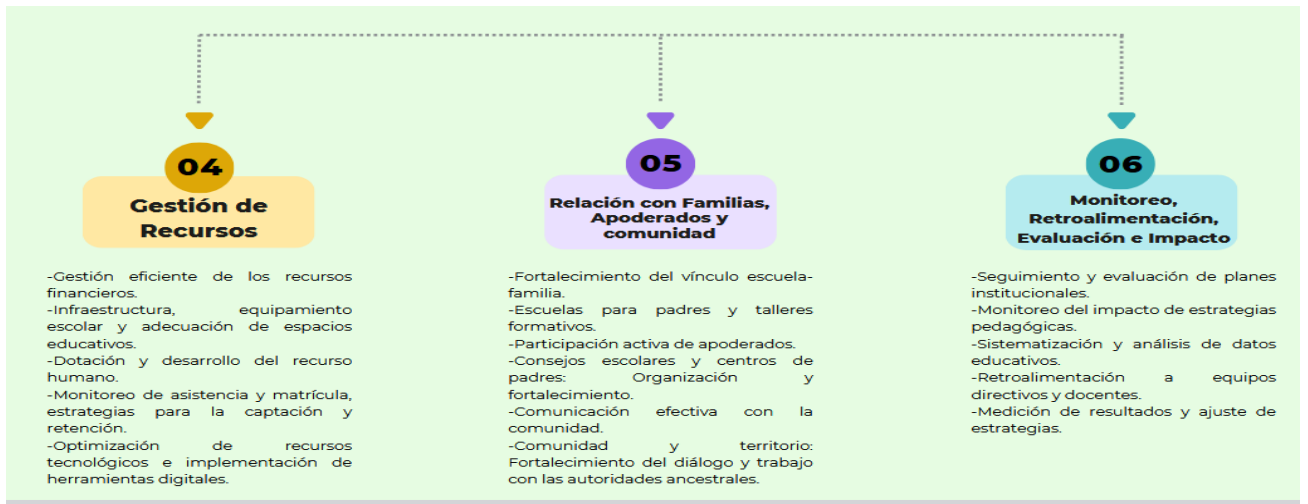 04
Gestión de
Recursos
-Gestión eficiente de los recursos
financieros.
-Infraestructura, equipamiento
escolar y adecuación de espacios
educativos.
-Dotación y desarrollo del recurso
humano.
-Monitoreo de asistencia y matrícula,
estrategias para la captación y
retención.
-Optimización de recursos
tecnológicos e implementación de
herramientas digitales.
05
Relación con Familias,
Apoderados y
comunidad
-Fortalecimiento del vínculo escuela-
familia.
-Escuelas para padres y talleres
formativos.
-Participación activa de apoderados.
-Consejos escolares y centros de
padres: Organización y
fortalecimiento.
-Comunicación efectiva con la
comunidad.
-Comunidad y territorio:
Fortalecimiento del diálogo y trabajo
con las autoridades ancestrales.
06
Monitoreo,
Retroalimentación,
Evaluación e Impacto
-Seguimiento y evaluación de planes
institucionales.
-Monitoreo del impacto de estrategias
pedagógicas.
-Sistematización y análisis de datos
educativos.
-Retroalimentación a equipos
directivos y docentes.
-Medición de resultados y ajuste de
estrategias.